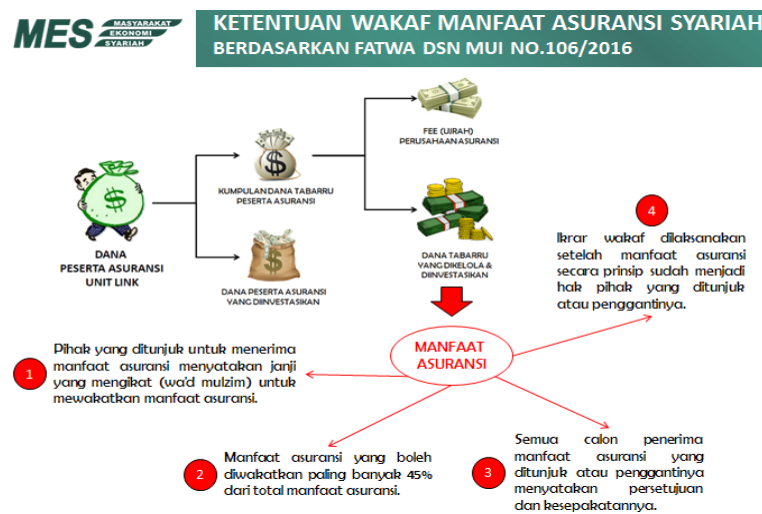 MES MASYARAKAT
EKONOMI
SYARIAH
KETENTUAN WAKAF MANFAAT ASURANSI SYARIAH
BERDASARKAN FATWA DSN MUI NO.106/2016
$
DANA
PESERTA ASURANSI
UNIT LINK
$
KUMPULAN DANA TABARRU
PESERTA ASURANSI
DANA PESERTA ASURANSI
YANG DIINVESTASIKAN
FEE (UJRAH)
PERUSAHAAN ASURANSI
DANA TABARRU
YANG DIKELOLA &
DIINVESTASIKAN
MANFAAT
ASURANSI
1
Pihak yang ditunjuk untuk menerima
manfaat asuransi menyatakan janji
yang mengikat (wa'd mulzim) untuk
mewakatkan manfaat asuransi.
2
Manfaat asuransi yang boleh
diwakatkan paling banyak 45%
dari total manfaat asuransi.
3
Semua calon penerima
manfaat asuransi yang
ditunjuk atau penggantinya
menyatakan persetujuan
dan kesepakatannya.
4
Ikrar wakaf dilaksanakan
setelah manfaat asuransi
secara prinsip sudah menjadi
hak pihak yang ditunjuk
atau penggantinya.